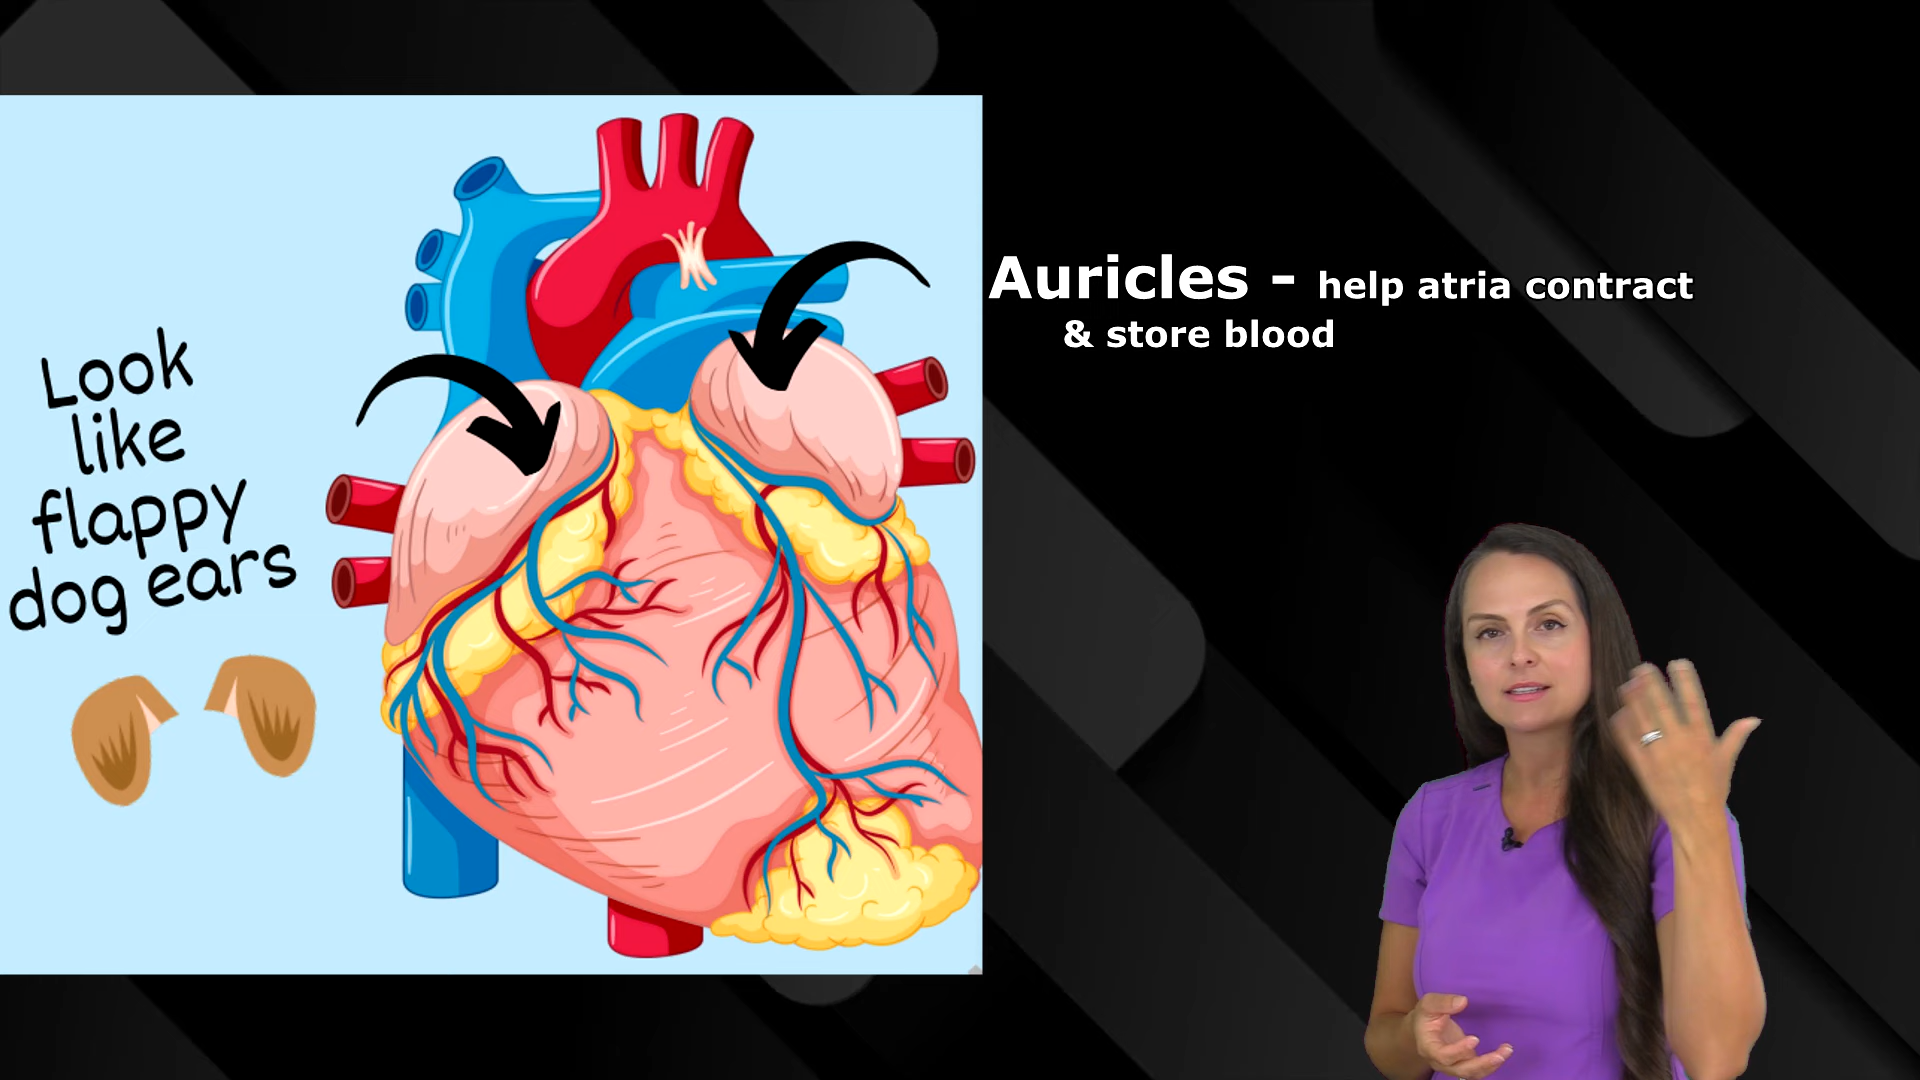 Look
like
flappy
dog ears
Auricles - help atria contract
& store blood